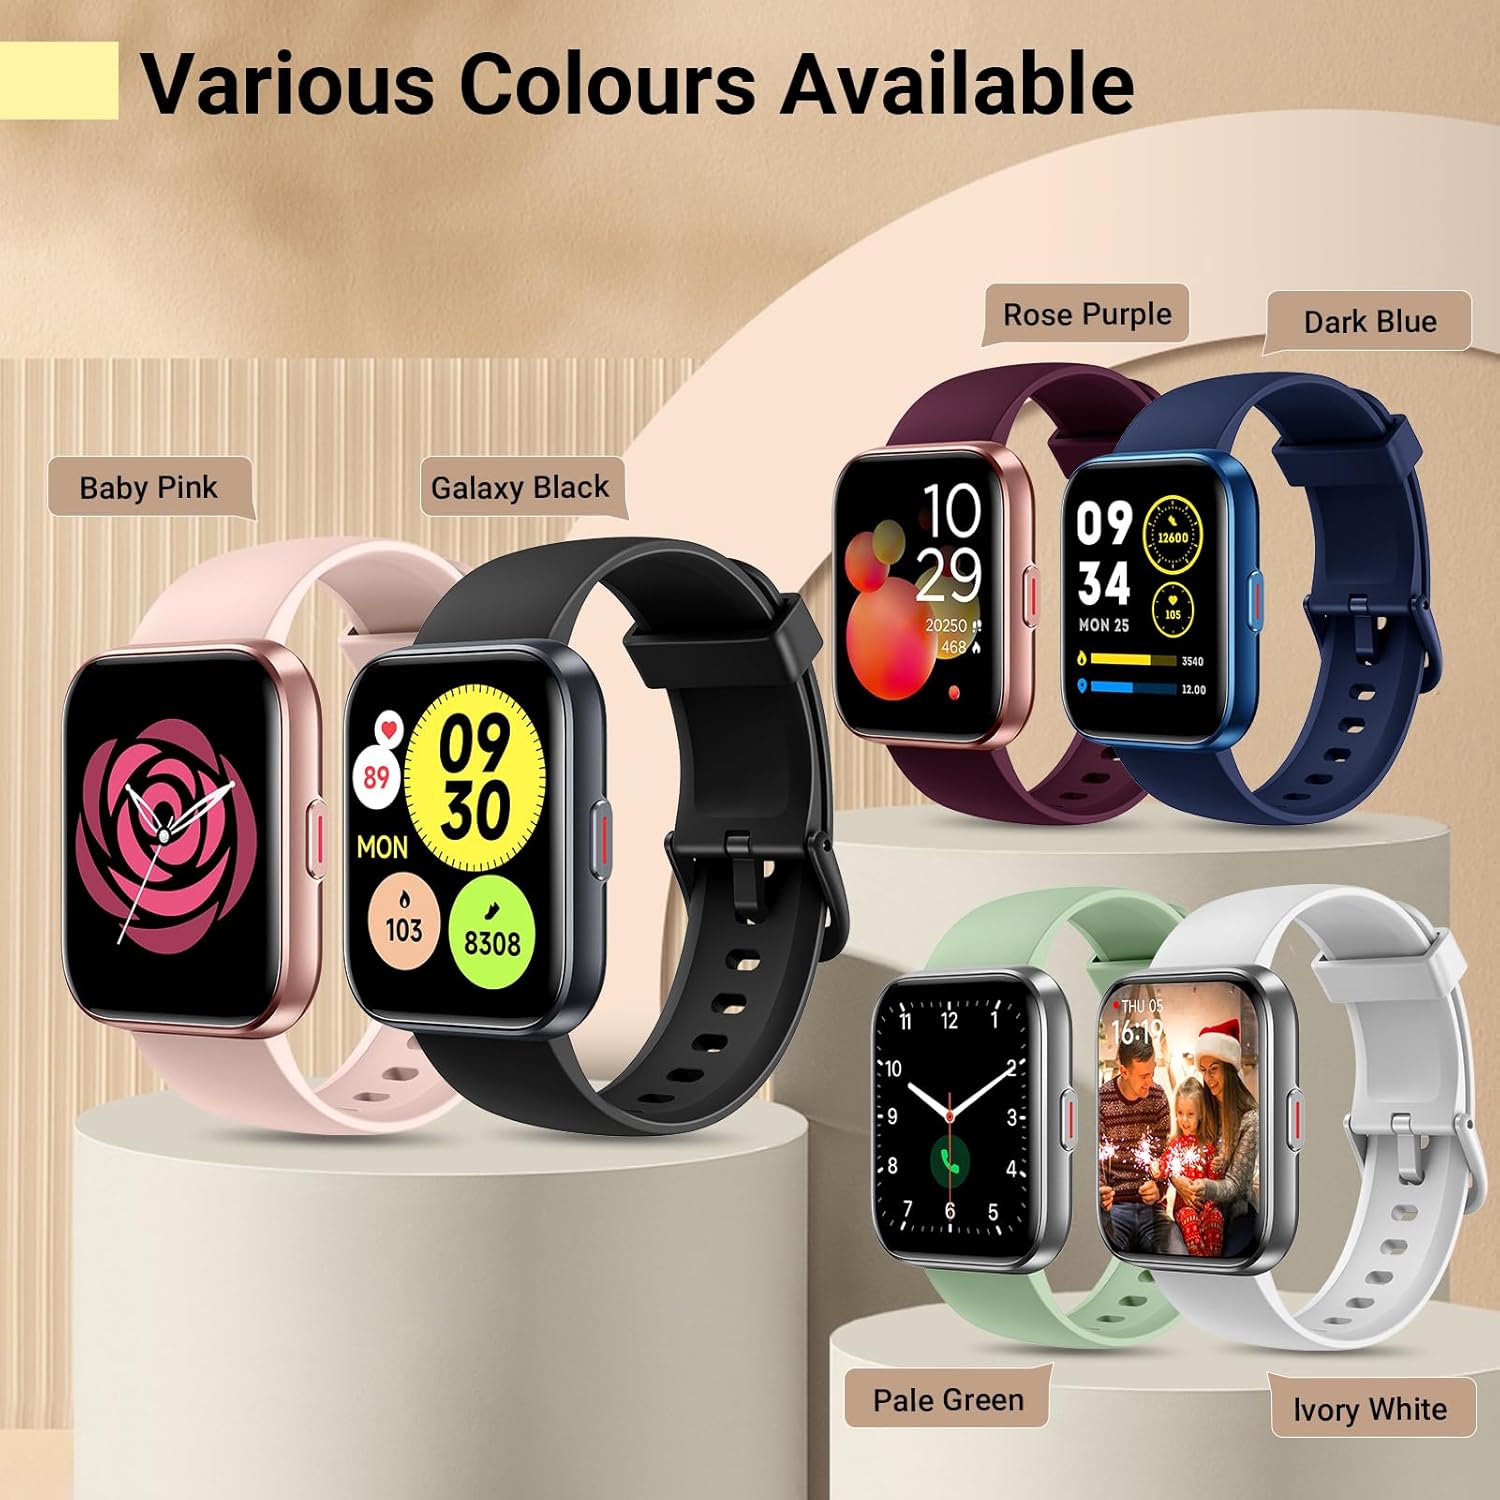 Various Colours Available
Rose Purple
Dark Blue
Baby Pink
Galaxy Black
10
29
20250
468
09
34
MON 25
12600
105
3540
12.00
89
09
30
MON
103
8308
11 12 1
10 2
9 3
8 4
7 6 5
THU 05
16:19
Pale Green
Ivory White